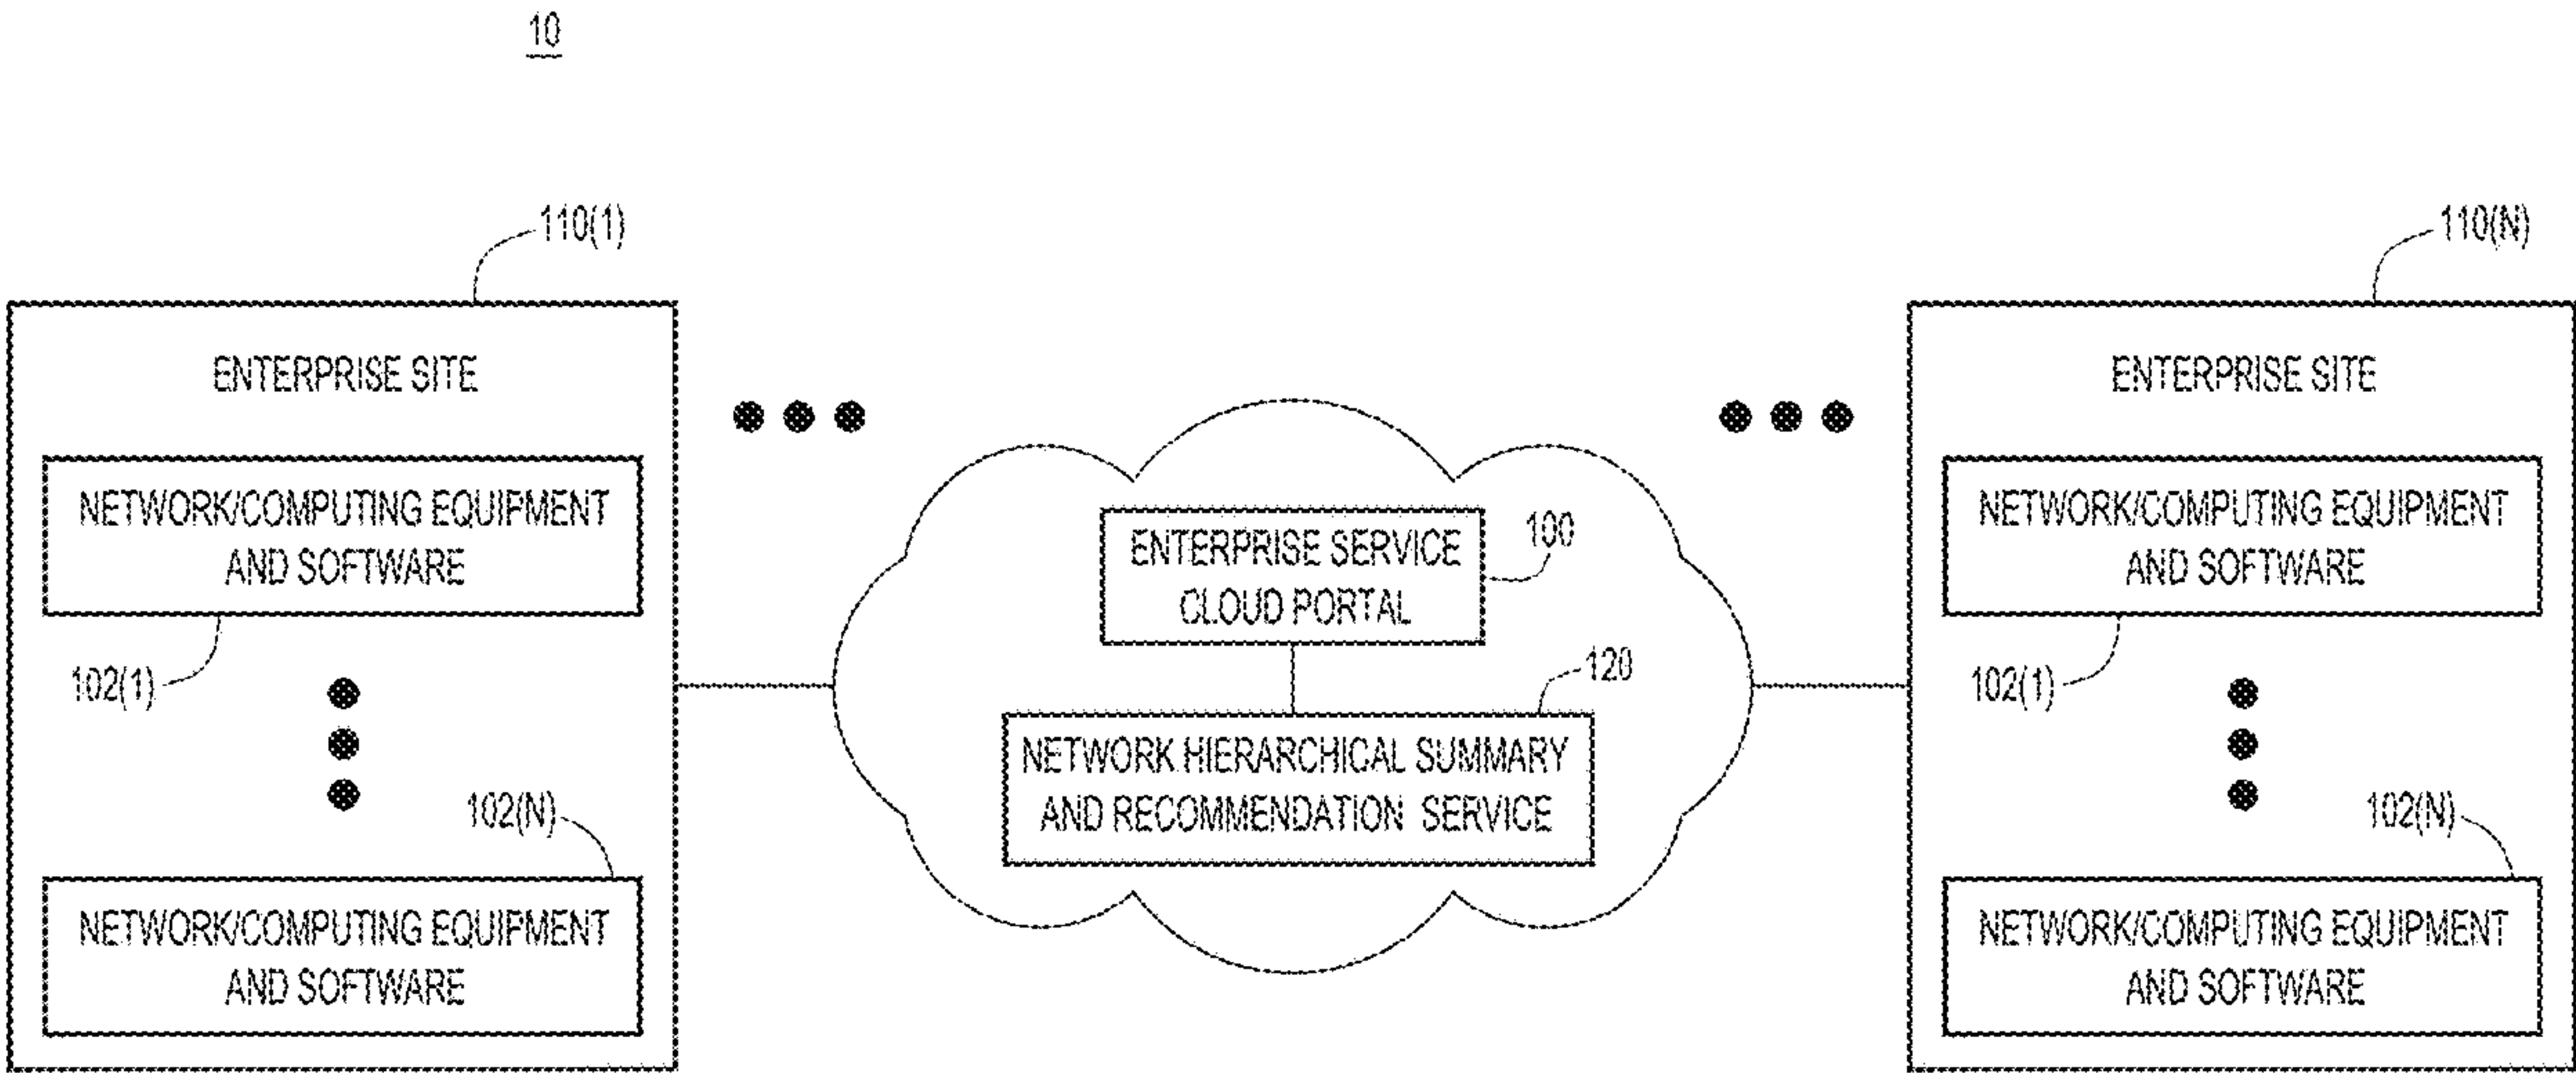 10
110(1)
110(N)
ENTERPRISE SITE
NETWORK/COMPUTING EQUIPMENT
AND SOFTWARE
102(1)
102(N)
NETWORK/COMPUTING EQUIPMENT
AND SOFTWARE
ENTERPRISE SERVICE
CLOUD PORTAL
100
120
NETWORK HIERARCHICAL SUMMARY
AND RECOMMENDATION SERVICE
ENTERPRISE SITE
NETWORK/COMPUTING EQUIPMENT
AND SOFTWARE
102(1)
102(N)
NETWORK/COMPUTING EQUIPMENT
AND SOFTWARE